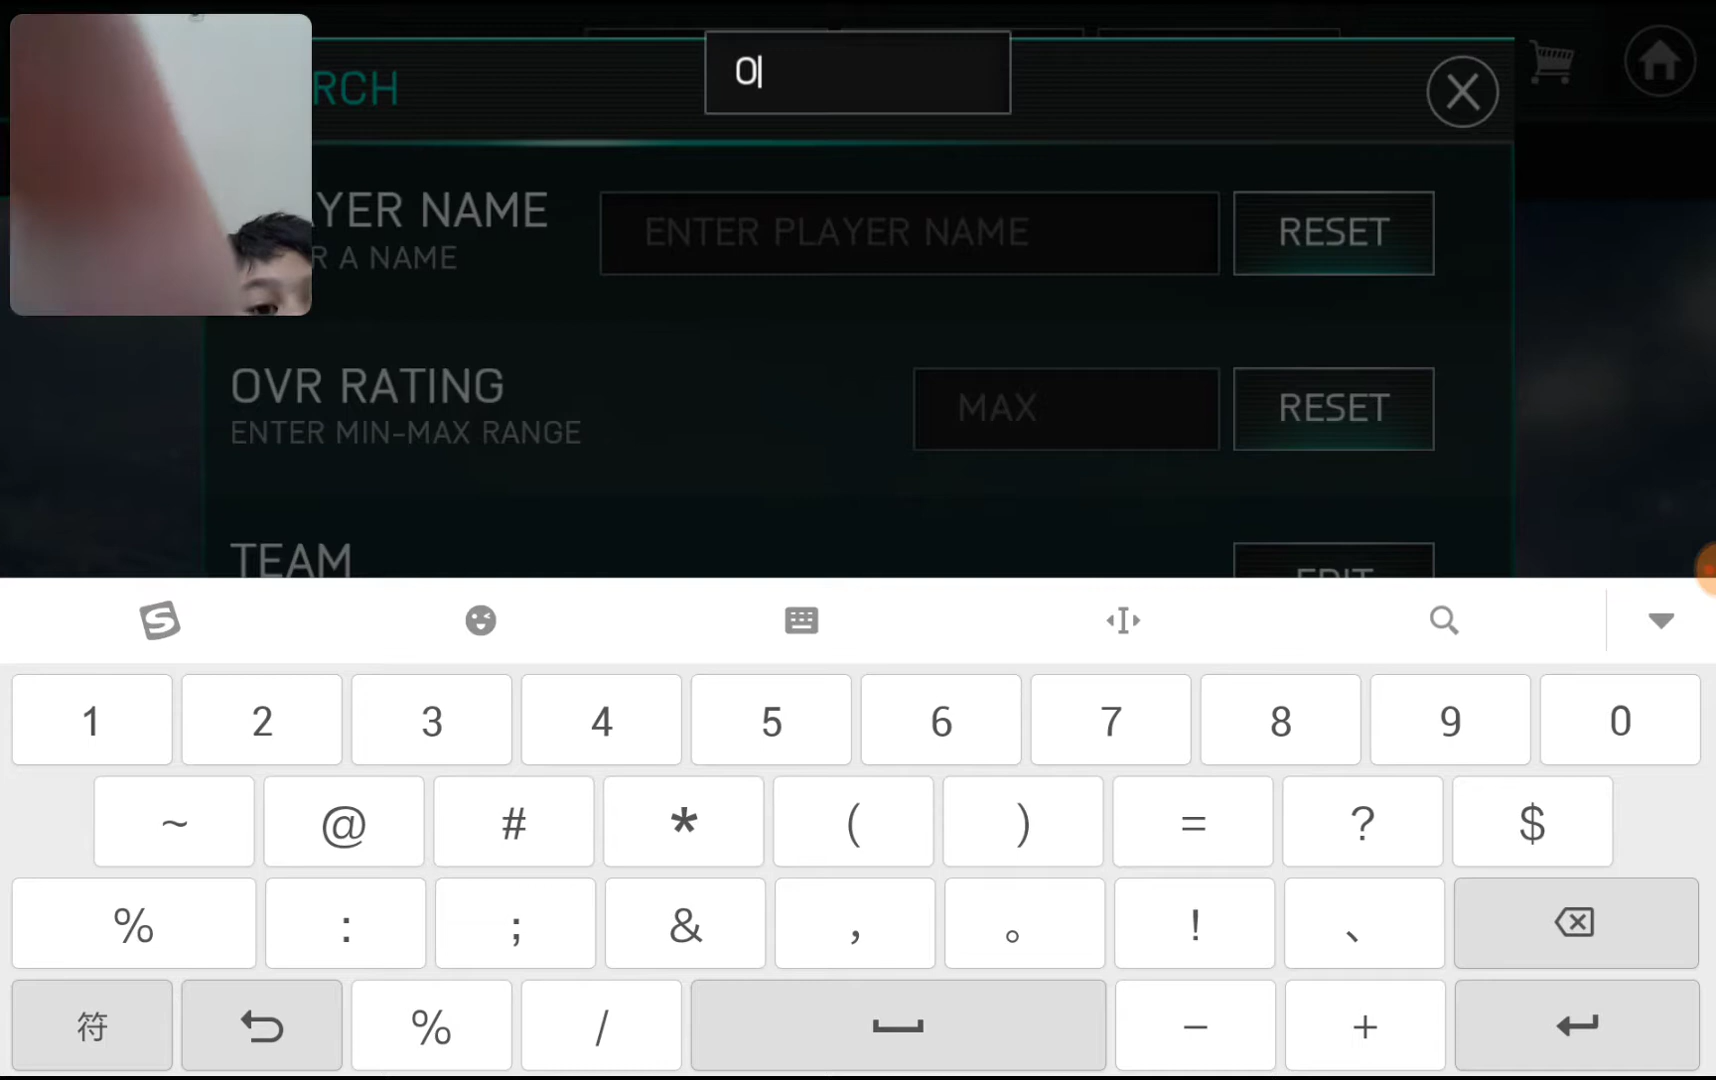 RCH
0
YER NAME
R A NAME
ENTER PLAYER NAME
RESET
OVR RATING
ENTER MIN-MAX RANGE
MAX
RESET
TEAM
EDIT
1 2 3 4 5 6 7 8 9 0
~ @ # * ( ) = ? $
% : ; & , 。 ! 、
符 % / - +